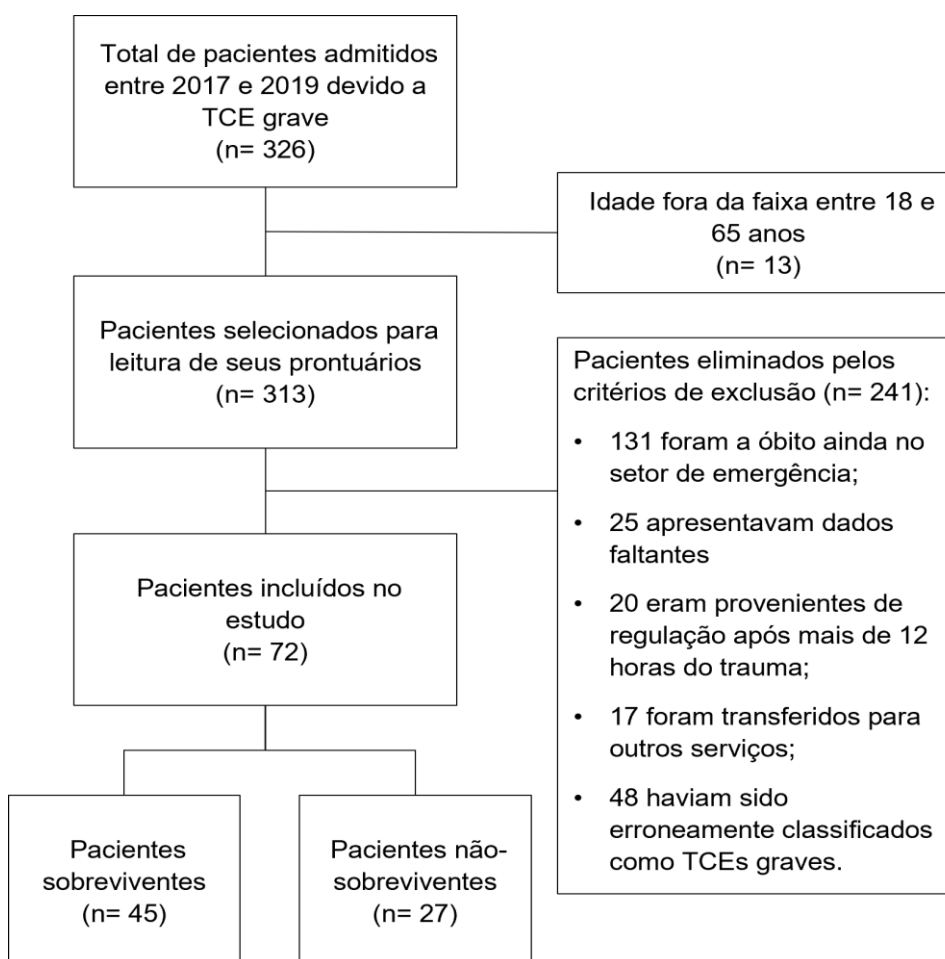 Total de pacientes admitidos
entre 2017 e 2019 devido a
TCE grave
(n= 326)
Idade fora da faixa entre 18 e
65 anos
(n= 13)
Pacientes selecionados para
leitura de seus prontuários
(n= 313)
Pacientes eliminados pelos
critérios de exclusão (n= 241):
• 131 foram a óbito ainda no
setor de emergência;
• 25 apresentavam dados
faltantes
• 20 eram provenientes de
regulação após mais de 12
horas do trauma;
• 17 foram transferidos para
outros serviços;
• 48 haviam sido
erroneamente classificados
como TCEs graves.
Pacientes incluídos no
estudo
(n= 72)
Pacientes
sobreviventes
(n= 45)
Pacientes não-
sobreviventes
(n= 27)